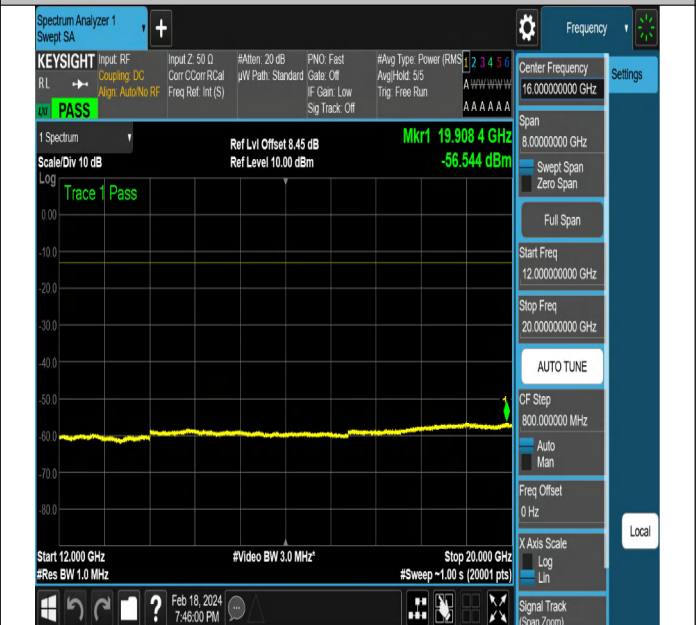 Spectrum Analyzer 1
Swept SA
+
Frequency
KEYSIGHT
RL
PASS
Input: RF
Coupling: DC
Align: Auto/No RF
Input Z: 50 Ω
Corr CCorr RCal
Freq Ref: Int (S)
#Atten: 20 dB
µW Path: Standard
PNO: Fast
Gate: Off
IF Gain: Low
Sig Track: Off
#Avg Type: Power (RMS
Avg|Hold: 5/5
Trig: Free Run
1 2 3 4 5 6
A W W W W W
A A A A A A
1 Spectrum
Scale/Div 10 dB
Log
Ref Lvl Offset 8.45 dB
Ref Level 10.00 dBm
Mkr1 19.908 4 GHz
-56.544 dBm
Trace 1 Pass
0.00
-10.0
-20.0
-30.0
-40.0
-50.0
-60.0
-70.0
-80.0
1
Start 12.000 GHz
#Res BW 1.0 MHz
#Video BW 3.0 MHz*
Stop 20.000 GHz
#Sweep ~1.00 s (20001 pts)
Feb 18, 2024
7:46:00 PM
Center Frequency
16.000000000 GHz
Settings
Span
8.00000000 GHz
Swept Span
Zero Span
Full Span
Start Freq
12.000000000 GHz
Stop Freq
20.000000000 GHz
AUTO TUNE
CF Step
800.000000 MHz
Auto
Man
Freq Offset
0 Hz
X Axis Scale
Log
Lin
Local
Signal Track
(Span Zoom)